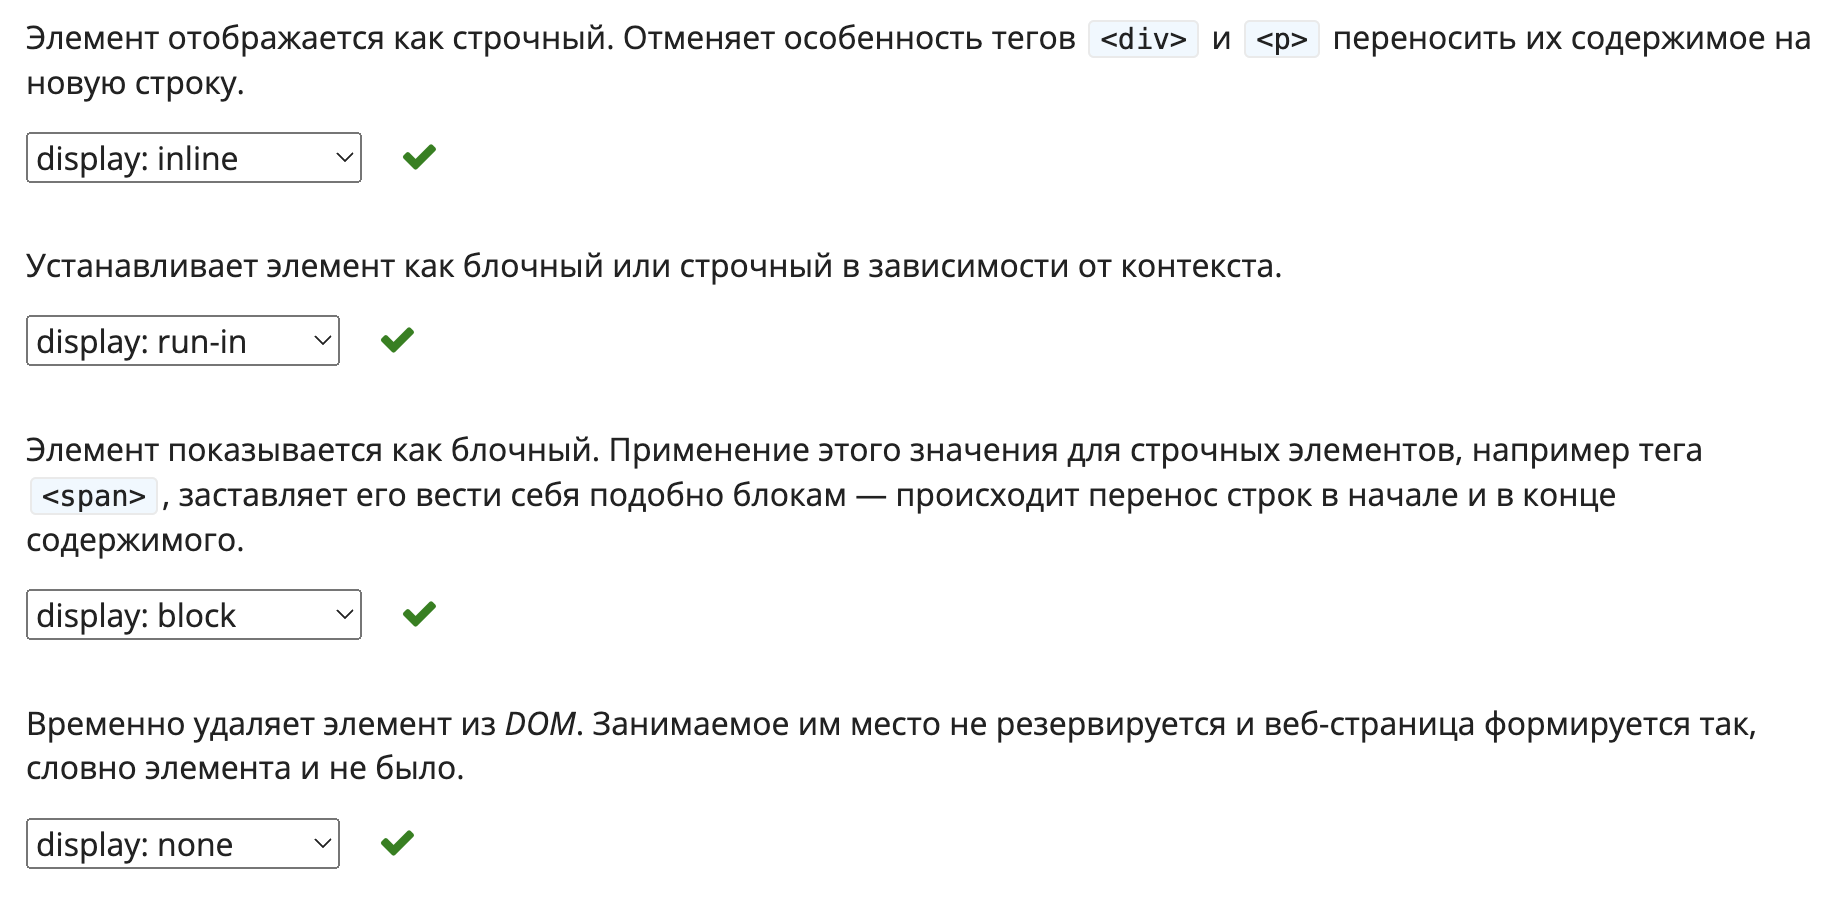 Элемент отображается как строчный. Отменяет особенность тегов <div> и <p> переносить их содержимое на
новую строку.
display: inline
Устанавливает элемент как блочный или строчный в зависимости от контекста.
display: run-in
Элемент показывается как блочный. Применение этого значения для строчных элементов, например тега
<span>, заставляет его вести себя подобно блокам — происходит перенос строк в начале и в конце
содержимого.
display: block
Временно удаляет элемент из DOM. Занимаемое им место не резервируется и веб-страница формируется так,
словно элемента и не было.
display: none